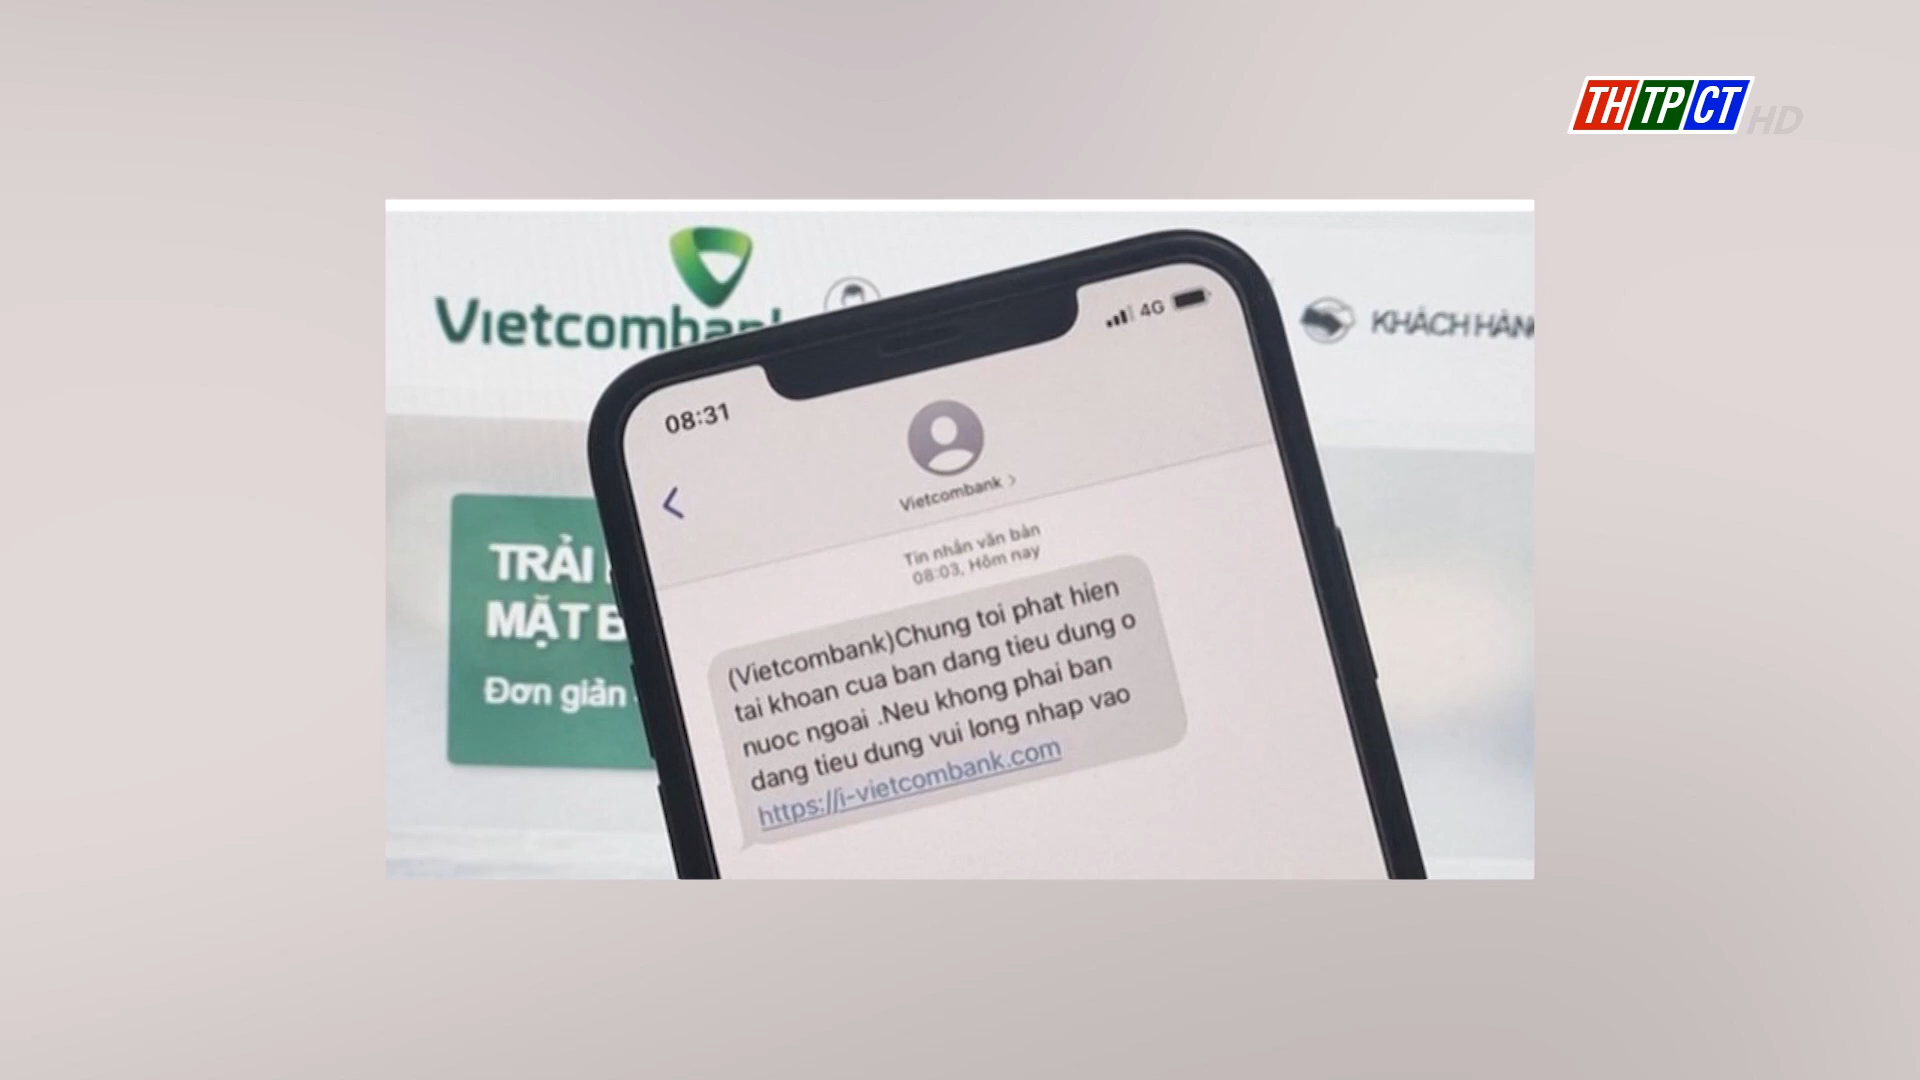 THTPCT HD
Vietcombank
KHÁCH HÀN
TRẢI
MẶT B
Đơn giản
08:31
4G
Vietcombank >
Tin nhắn văn bản
08:03, Hôm nay
(Vietcombank)Chung toi phat hien
tai khoan cua ban dang tieu dung o
nuoc ngoai .Neu khong phai ban
dang tieu dung vui long nhap vao
https://i-vietcombank.com